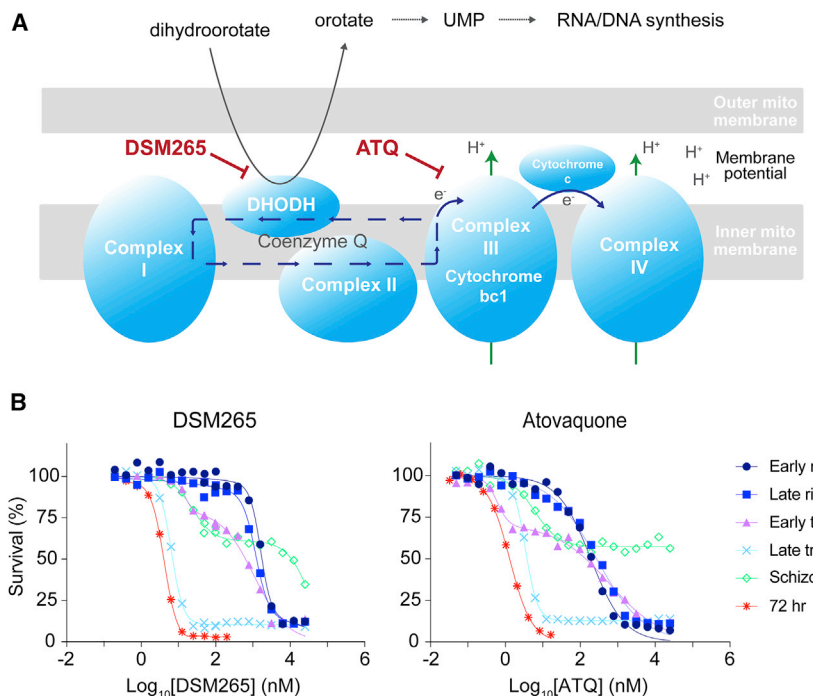 A
dihydroorotate
orotate
UMP
RNA/DNA synthesis
Outer mito
membrane
DSM265
ATQ
H+
H+
H+
H+
Membrane
potential
Cytochrome
c
e-
e-
DHODH
Coenzyme Q
Complex
I
Complex II
Complex
III
Cytochrome
bc1
Complex
IV
Inner mito
membrane
B
DSM265
Atovaquone
Survival (%)
100
75
50
25
0
-2
0
2
4
6
Log10[DSM265] (nM)
100
75
50
25
0
-2
0
2
4
6
Log10[ATQ] (nM)
Early
Late
Early
Late
72 hr